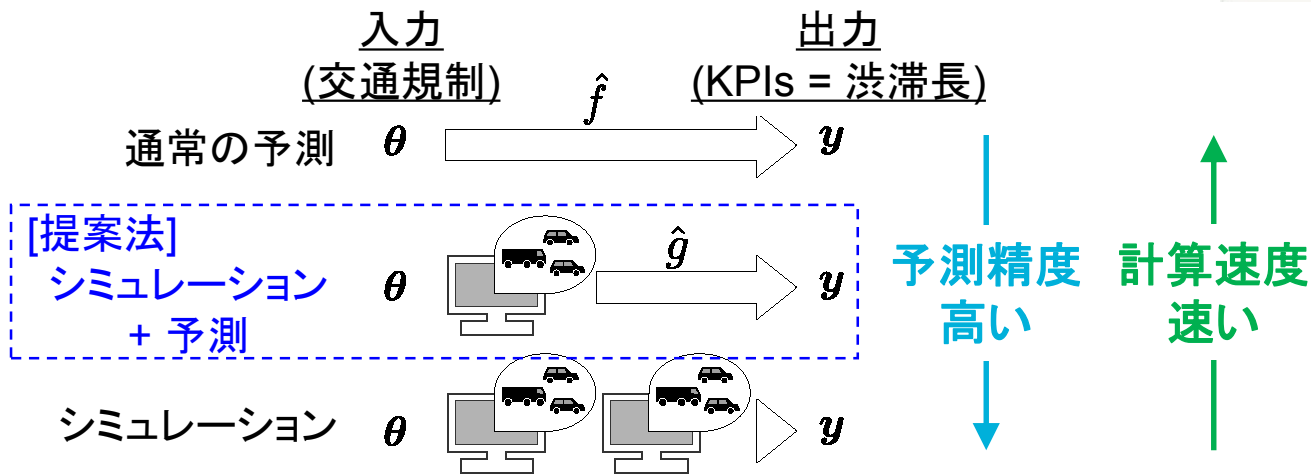 入力
(交通規制)
出力
(KPIs = 渋滞長)
通常の予測
θ
f̂
y
[提案法]
シミュレーション
+ 予測
θ
ĝ
y
シミュレーション
θ
y
予測精度
高い
計算速度
速い